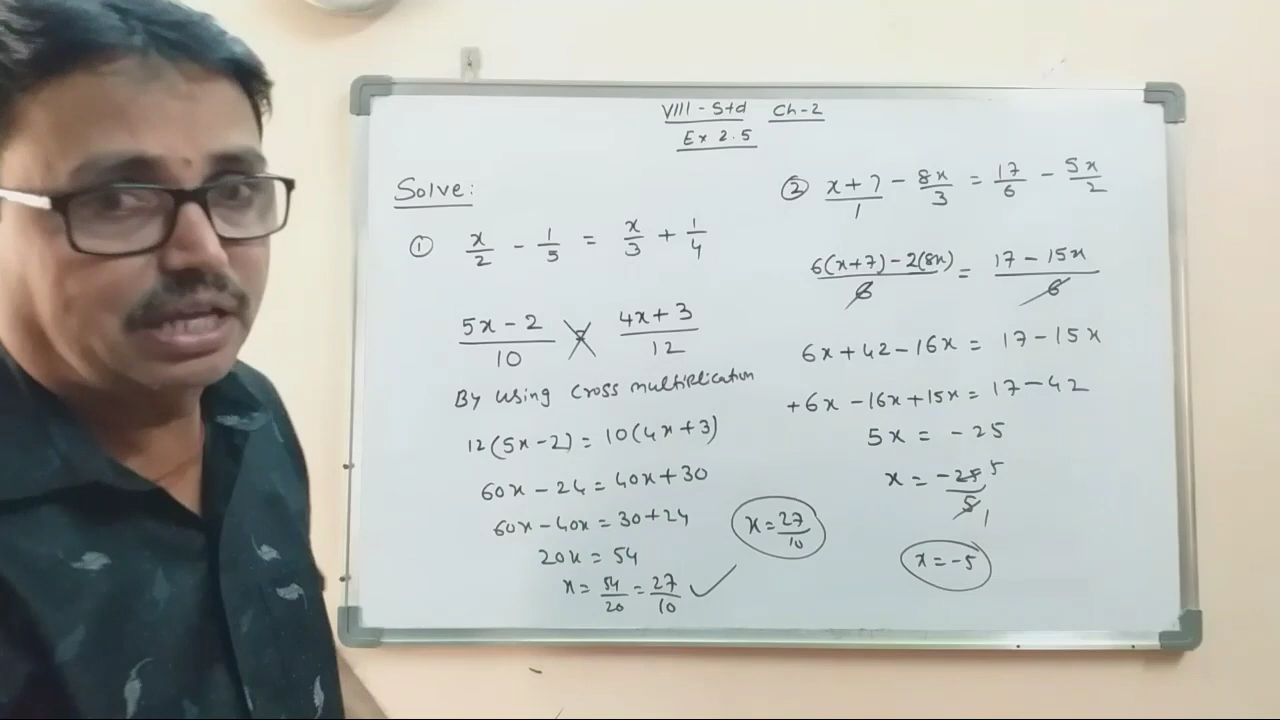 VIII - Std Ch-2
Ex 2.5
Solve:
① x/2 - 1/5 = x/3 + 1/4
(5x - 2)/10 = (4x + 3)/12
By using cross multiplication
12(5x-2) = 10(4x+3)
60x - 24 = 40x + 30
60x - 40x = 30 + 24
20x = 54
x = 54/20 = 27/10 ✓
x = 27/10
② (x + 7)/1 - 8x/3 = 17/6 - 5x/2
(6(x+7) - 2(8x))/6 = (17 - 15x)/6
6x + 42 - 16x = 17 - 15x
+6x - 16x + 15x = 17 - 42
5x = -25
x = -25/5 5 1
x = -5